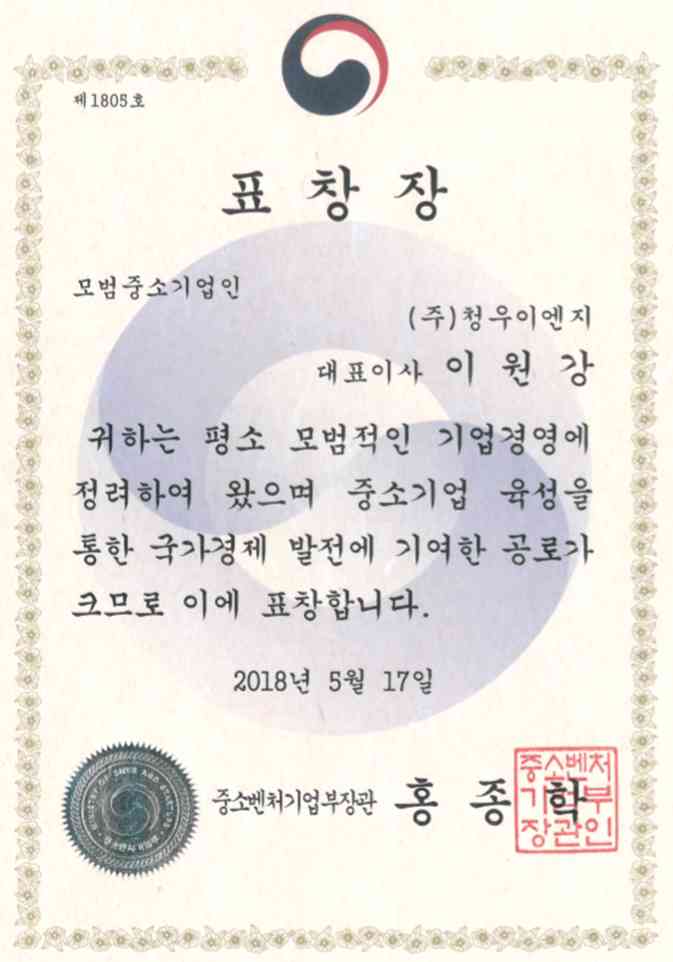 제1805호
표창장
모범중소기업인
(주)청우이엔지
대표이사 이원강
귀하는 평소 모범적인 기업경영에
정려하여 왔으며 중소기업 육성을
통한 국가경제 발전에 기여한 공로가
크므로 이에 표창합니다.
2018년 5월 17일
중소벤처기업부장관 홍종학
중소벤처
기업부
장관인